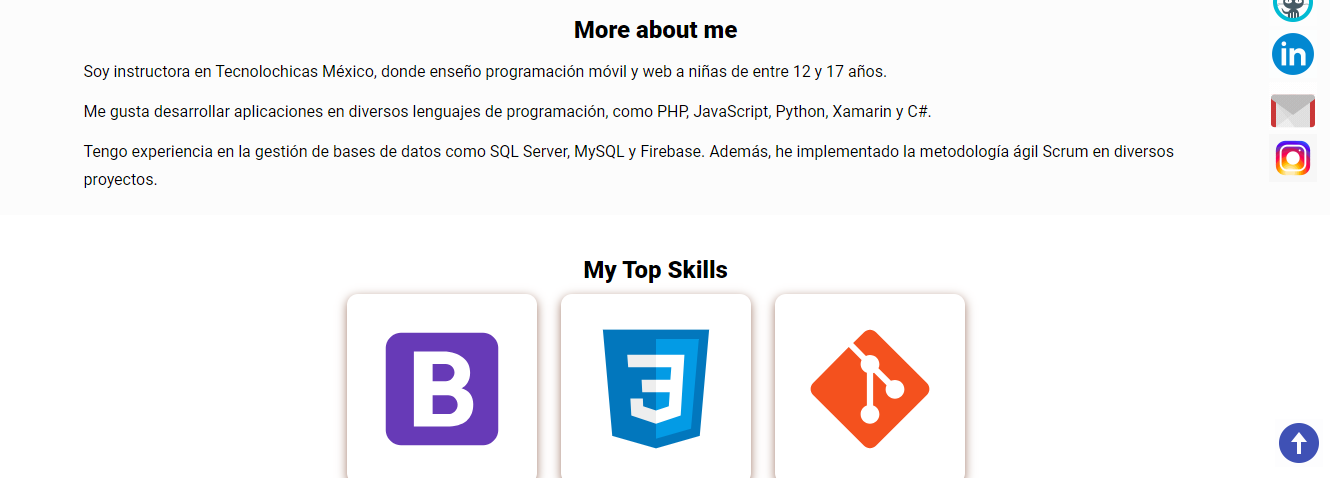 More about me
Soy instructora en Tecnolochicas México, donde enseño programación móvil y web a niñas de entre 12 y 17 años.
in
Me gusta desarrollar aplicaciones en diversos lenguajes de programación, como PHP, JavaScript, Python, Xamarin y C#.
Tengo experiencia en la gestión de bases de datos como SQL Server, MySQL y Firebase. Además, he implementado la metodología ágil Scrum en diversos
proyectos.
My Top Skills
B
3